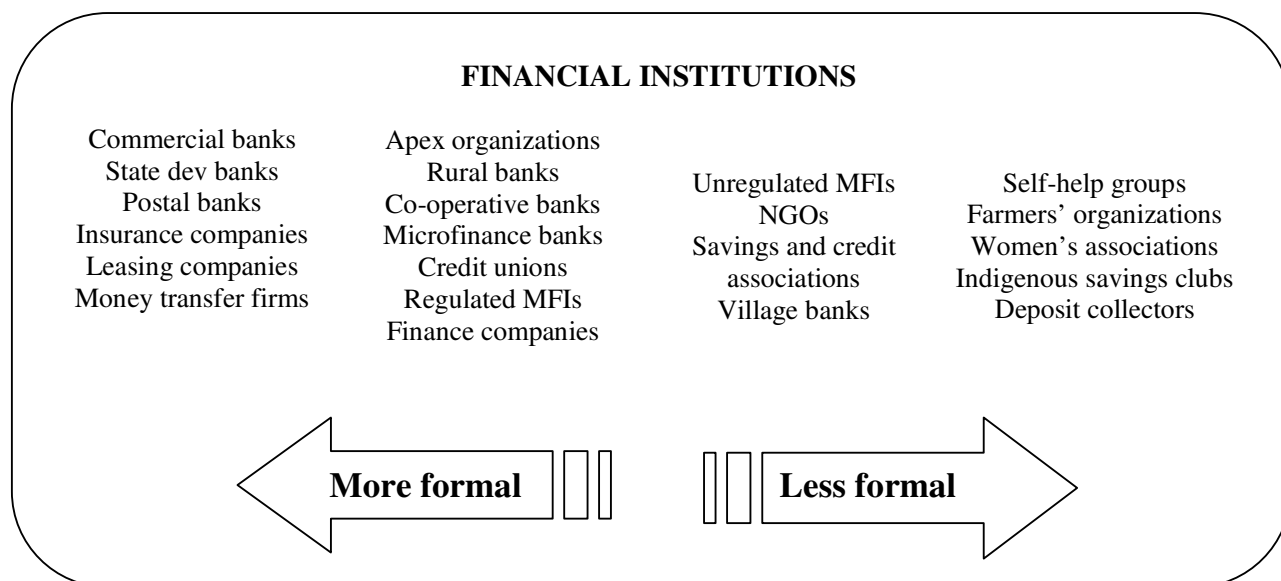 FINANCIAL INSTITUTIONS
Commercial banks
State dev banks
Postal banks
Insurance companies
Leasing companies
Money transfer firms
Apex organizations
Rural banks
Co-operative banks
Microfinance banks
Credit unions
Regulated MFIs
Finance companies
Unregulated MFIs
NGOs
Savings and credit
associations
Village banks
Self-help groups
Farmers’ organizations
Women’s associations
Indigenous savings clubs
Deposit collectors
More formal
Less formal